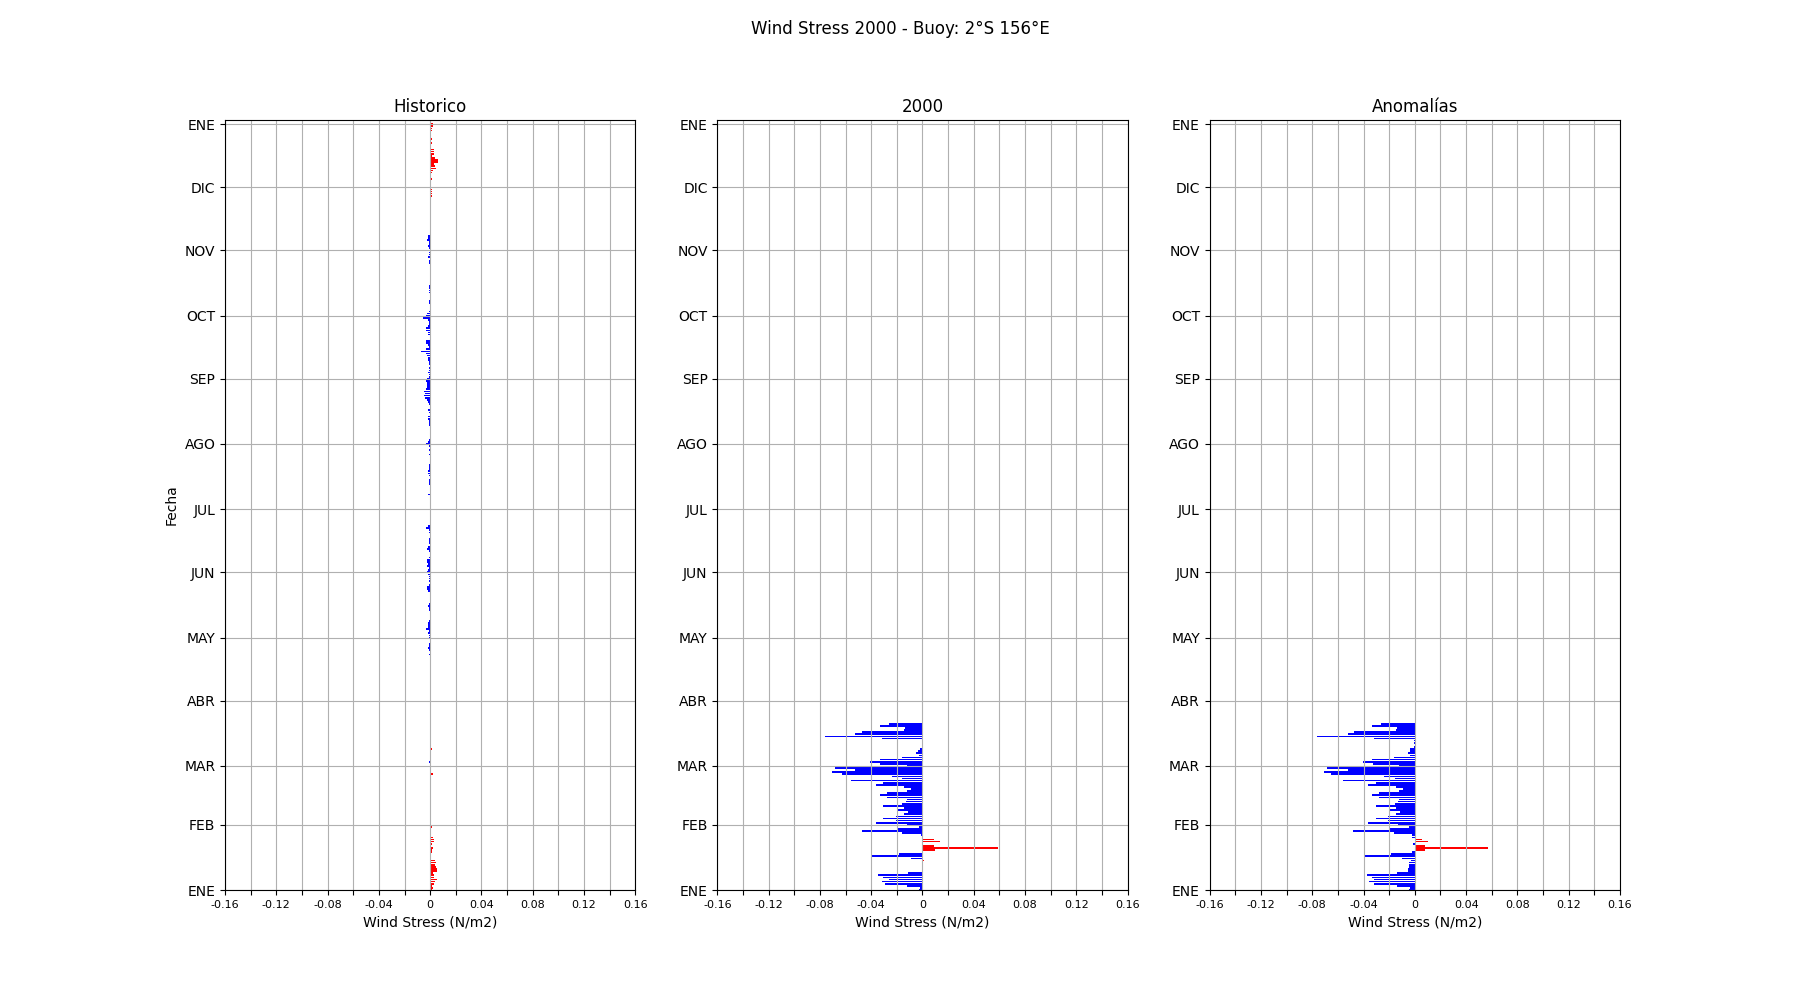 Wind Stress 2000 - Buoy: 2°S 156°E
Historico
ENE
DIC
NOV
OCT
SEP
AGO
JUL
JUN
MAY
ABR
MAR
FEB
ENE
Fecha
-0.16 -0.12 -0.08 -0.04 0 0.04 0.08 0.12 0.16
Wind Stress (N/m2)
2000
ENE
DIC
NOV
OCT
SEP
AGO
JUL
JUN
MAY
ABR
MAR
FEB
ENE
-0.16 -0.12 -0.08 -0.04 0 0.04 0.08 0.12 0.16
Wind Stress (N/m2)
Anomalías
ENE
DIC
NOV
OCT
SEP
AGO
JUL
JUN
MAY
ABR
MAR
FEB
ENE
-0.16 -0.12 -0.08 -0.04 0 0.04 0.08 0.12 0.16
Wind Stress (N/m2)